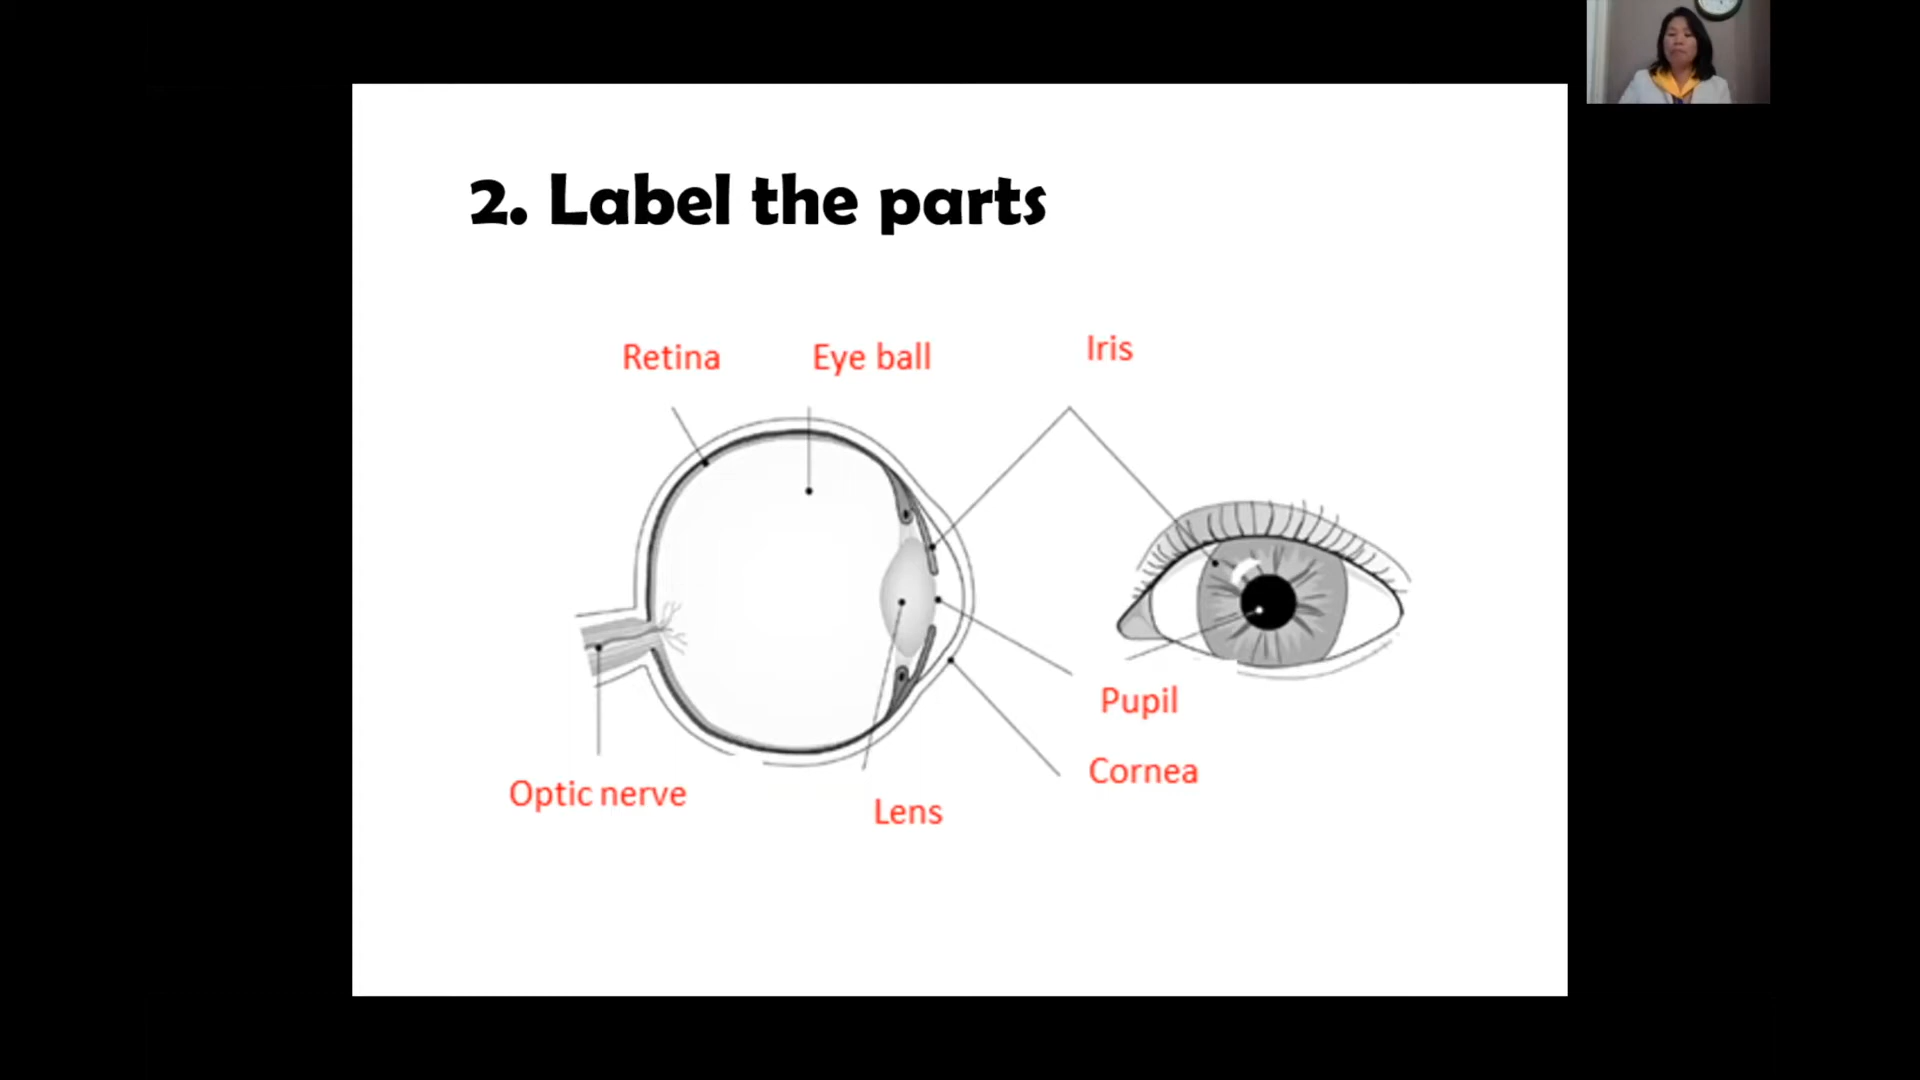 2. Label the parts
Retina
Eye ball
Iris
Pupil
Cornea
Optic nerve
Lens